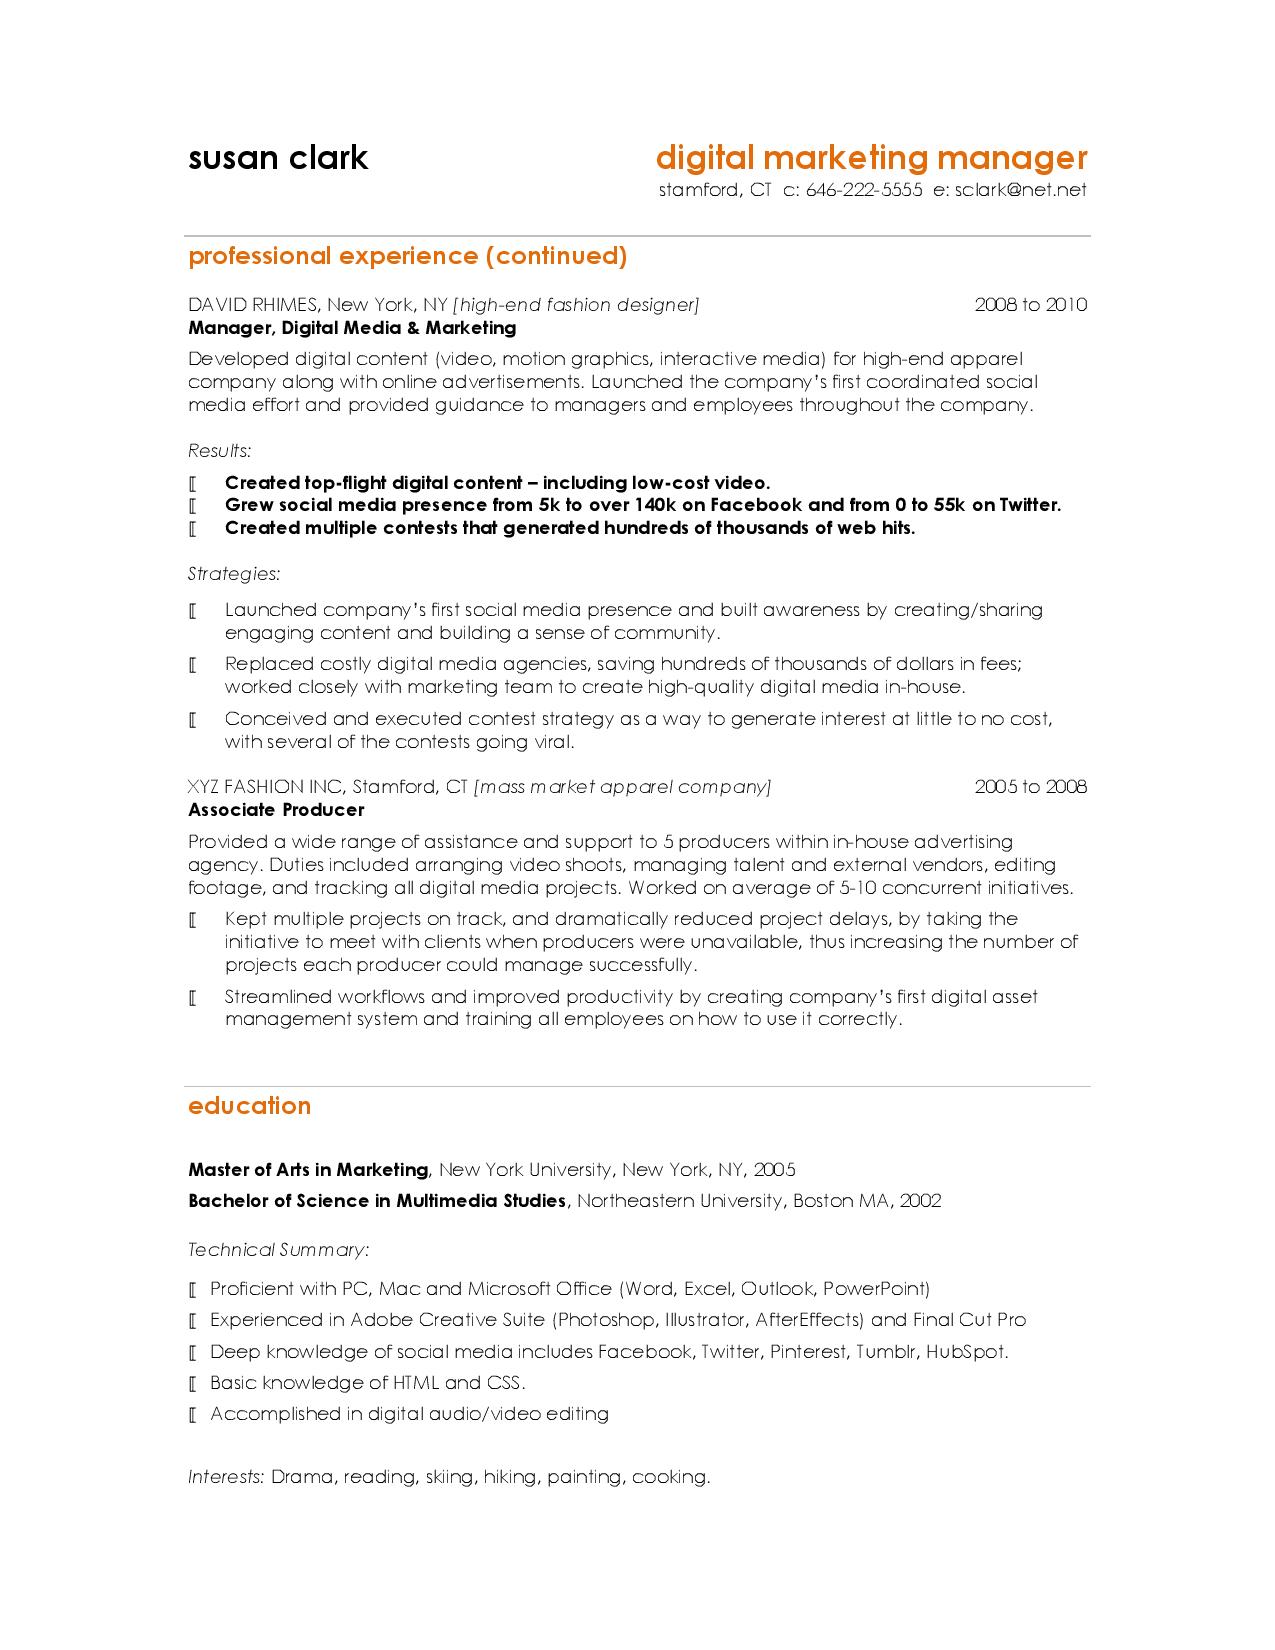 susan clark
digital marketing manager
stamford, CT c: 646-222-5555 e: sclark@net.net
professional experience (continued)
DAVID RHIMES, New York, NY [high-end fashion designer] 2008 to 2010
Manager, Digital Media & Marketing
Developed digital content (video, motion graphics, interactive media) for high-end apparel
company along with online advertisements. Launched the company’s first coordinated social
media effort and provided guidance to managers and employees throughout the company.
Results:
⟦ Created top-flight digital content – including low-cost video.
⟦ Grew social media presence from 5k to over 140k on Facebook and from 0 to 55k on Twitter.
⟦ Created multiple contests that generated hundreds of thousands of web hits.
Strategies:
⟦ Launched company’s first social media presence and built awareness by creating/sharing
engaging content and building a sense of community.
⟦ Replaced costly digital media agencies, saving hundreds of thousands of dollars in fees;
worked closely with marketing team to create high-quality digital media in-house.
⟦ Conceived and executed contest strategy as a way to generate interest at little to no cost,
with several of the contests going viral.
XYZ FASHION INC, Stamford, CT [mass market apparel company] 2005 to 2008
Associate Producer
Provided a wide range of assistance and support to 5 producers within in-house advertising
agency. Duties included arranging video shoots, managing talent and external vendors, editing
footage, and tracking all digital media projects. Worked on average of 5-10 concurrent initiatives.
⟦ Kept multiple projects on track, and dramatically reduced project delays, by taking the
initiative to meet with clients when producers were unavailable, thus increasing the number of
projects each producer could manage successfully.
⟦ Streamlined workflows and improved productivity by creating company’s first digital asset
management system and training all employees on how to use it correctly.
education
Master of Arts in Marketing, New York University, New York, NY, 2005
Bachelor of Science in Multimedia Studies, Northeastern University, Boston MA, 2002
Technical Summary:
⟦ Proficient with PC, Mac and Microsoft Office (Word, Excel, Outlook, PowerPoint)
⟦ Experienced in Adobe Creative Suite (Photoshop, Illustrator, AfterEffects) and Final Cut Pro
⟦ Deep knowledge of social media includes Facebook, Twitter, Pinterest, Tumblr, HubSpot.
⟦ Basic knowledge of HTML and CSS.
⟦ Accomplished in digital audio/video editing
Interests: Drama, reading, skiing, hiking, painting, cooking.